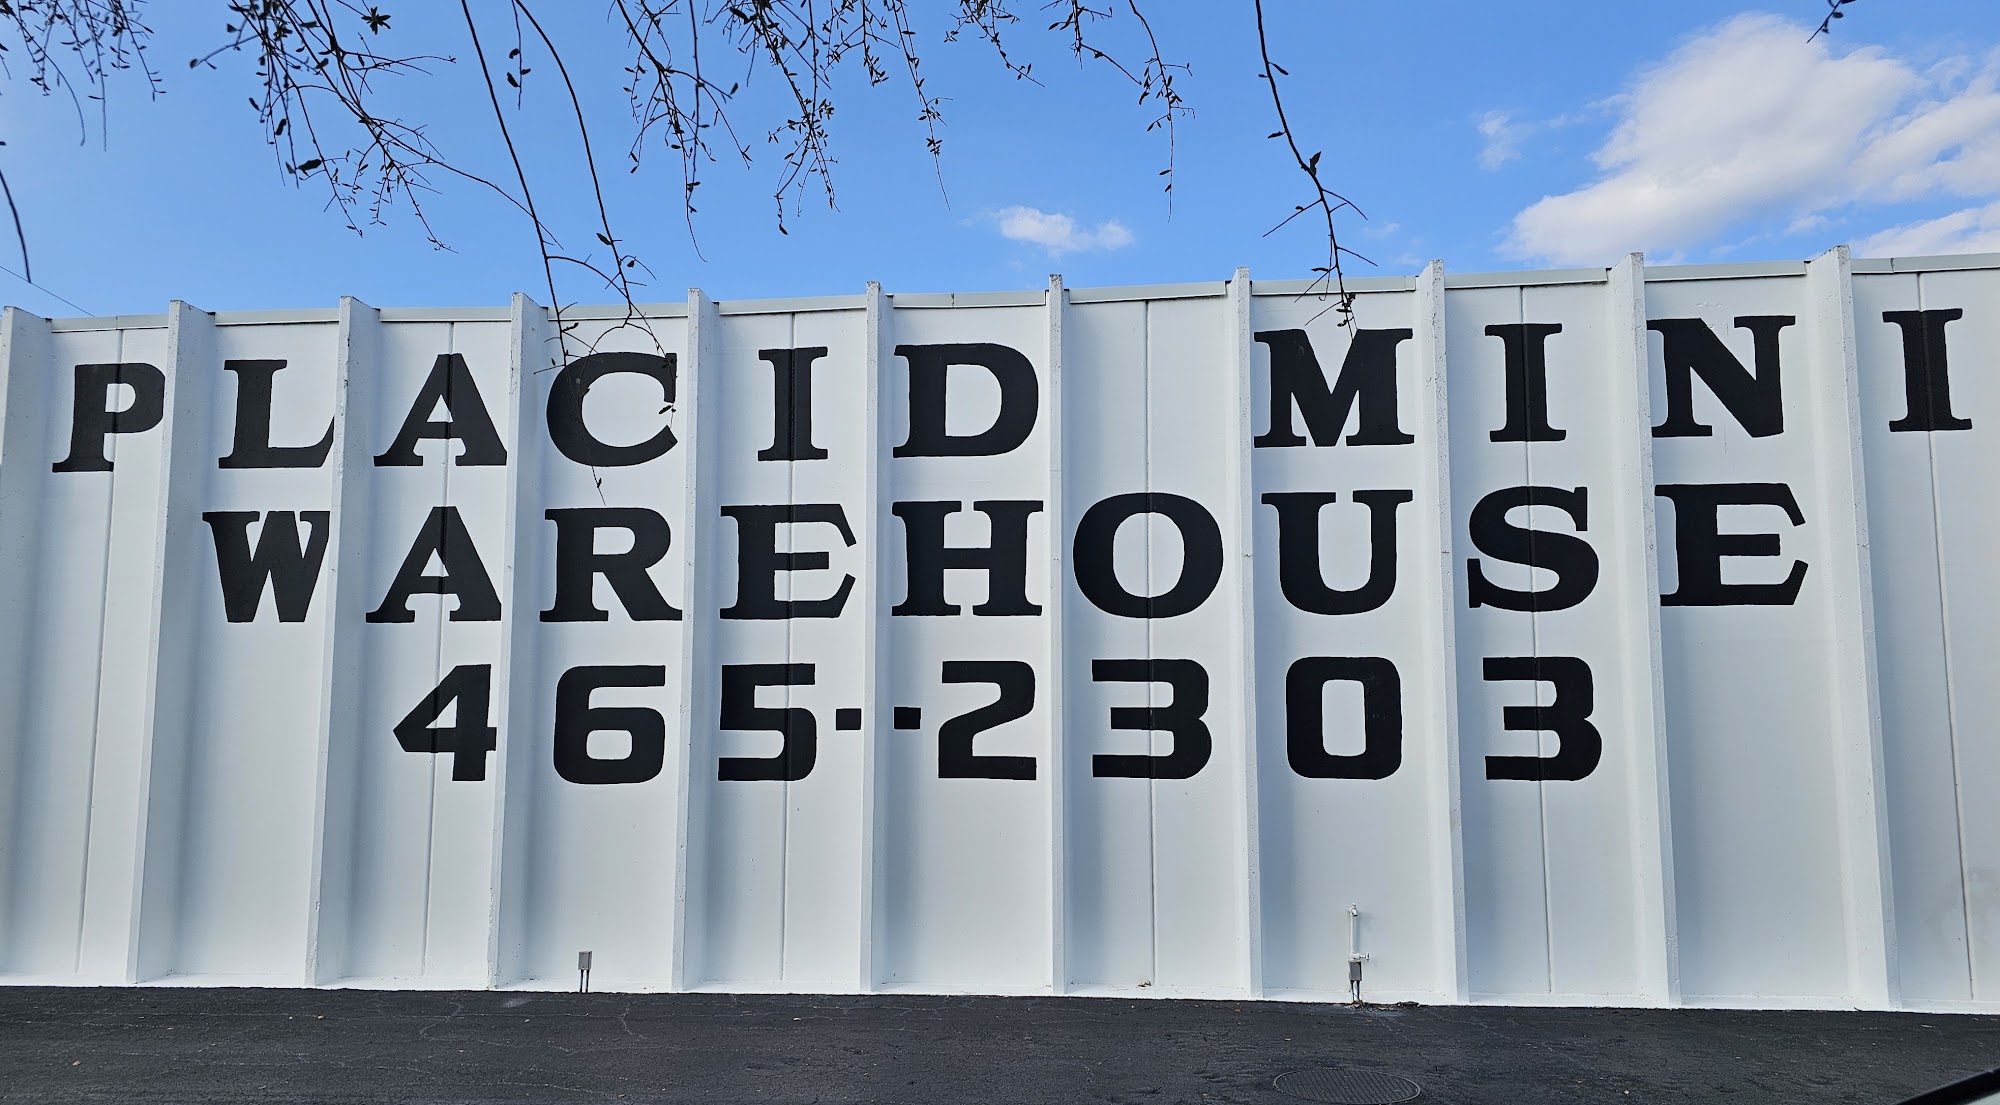 PLACID MINI
WAREHOUSE
465-2303